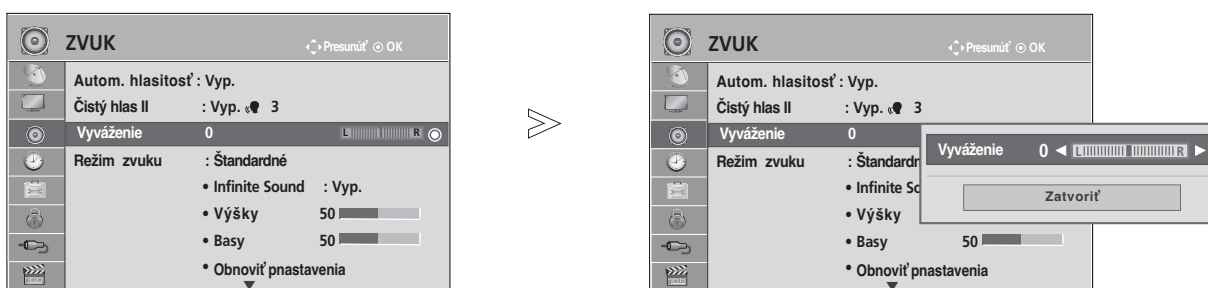 ZVUK
Presunúť OK
Autom. hlasitosť : Vyp.
Čistý hlas II : Vyp. 3
Vyváženie 0 L R
Režim zvuku : Štandardné
• Infinite Sound : Vyp.
• Výšky 50
• Basy 50
• Obnoviť pnastavenia
ZVUK
Presunúť OK
Autom. hlasitosť : Vyp.
Čistý hlas II : Vyp. 3
Vyváženie 0
Režim zvuku : Štandardn
• Infinite So
• Výšky
• Basy 50
• Obnoviť pnastavenia
Vyváženie 0 ◄ L R ►
Zatvoriť